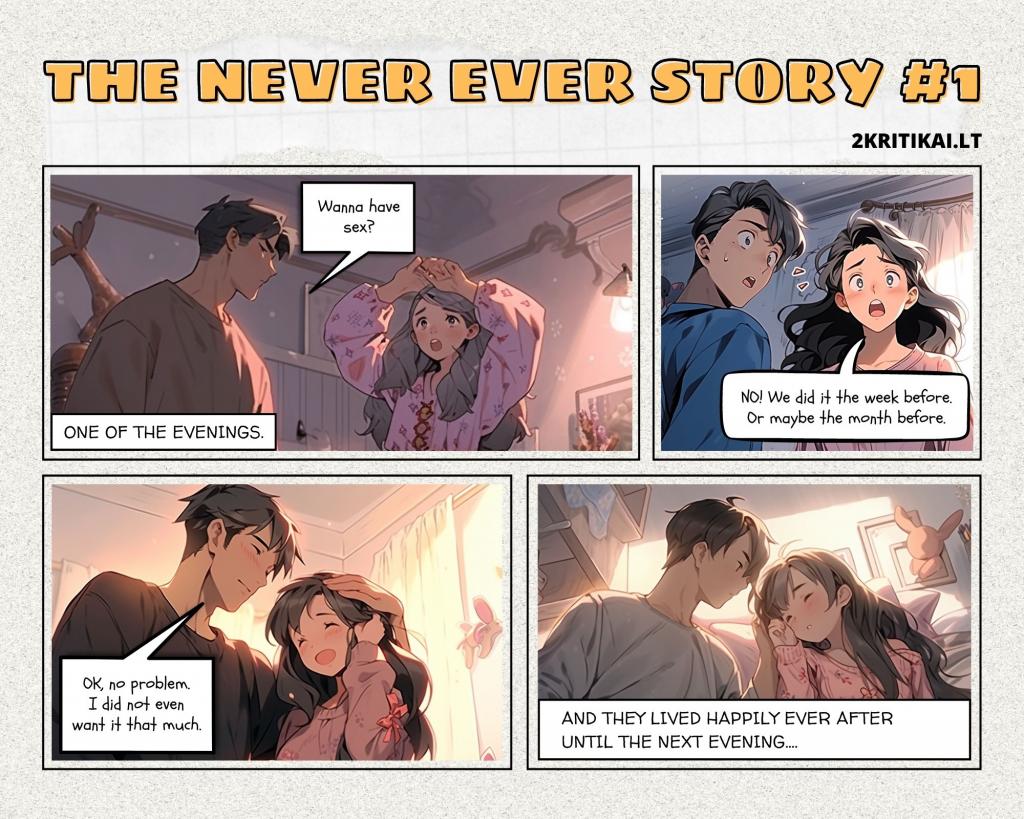 THE NEVER EVER STORY #1
2KRITIKAI.LT
Wanna have
sex?
ONE OF THE EVENINGS.
NO! We did it the week before.
Or maybe the month before.
OK, no problem.
I did not even
want it that much.
AND THEY LIVED HAPPILY EVER AFTER
UNTIL THE NEXT EVENING....